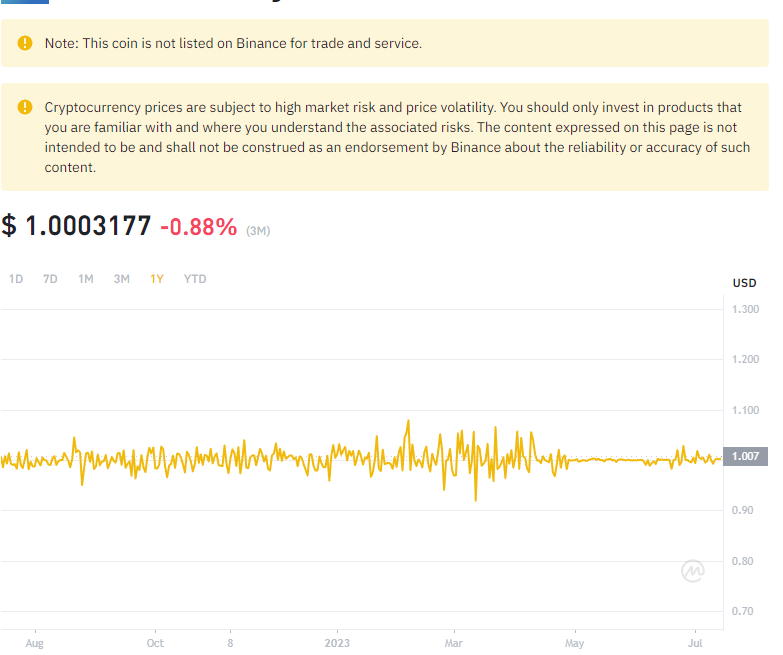 Note: This coin is not listed on Binance for trade and service.
Cryptocurrency prices are subject to high market risk and price volatility. You should only invest in products that
you are familiar with and where you understand the associated risks. The content expressed on this page is not
intended to be and shall not be construed as an endorsement by Binance about the reliability or accuracy of such
content.
$ 1.0003177 -0.88% (3M)
1D 7D 1M 3M 1Y YTD
USD
1.300
1.200
1.100
1.007
0.90
0.80
0.70
Aug Oct 8 2023 Mar May Jul